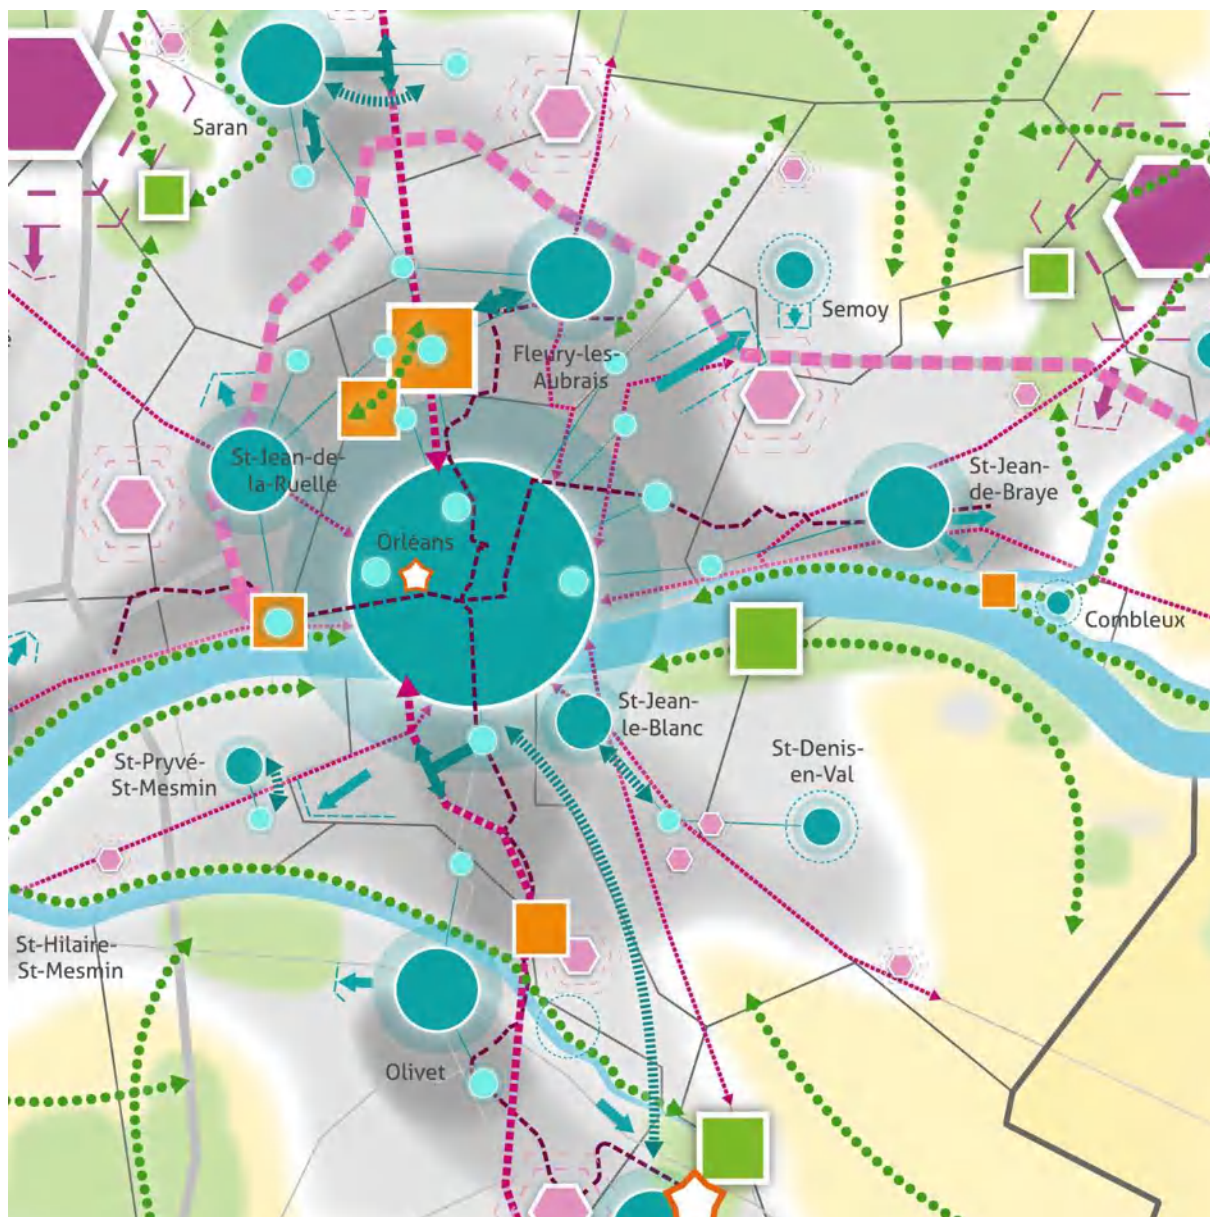 Saran
Semoy
Fleury-les-
Aubrais
St-Jean-de-
la-Ruelle
St-Jean-
de-Braye
Orléans
Combleux
St-Jean-
le-Blanc
St-Pryvé-
St-Mesmin
St-Denis-
en-Val
St-Hilaire-
St-Mesmin
Olivet